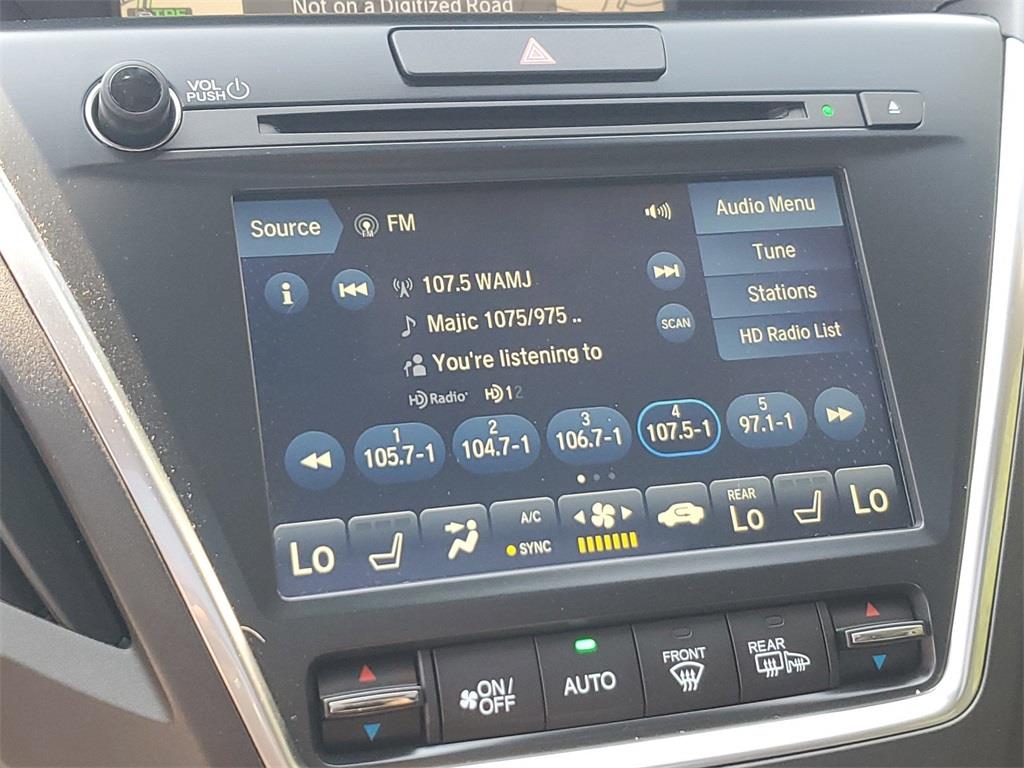 Not on a Digitized Road
VOL
PUSH
Source
FM
FM
Audio Menu
Tune
Stations
HD Radio List
107.5 WAMJ
Majic 1075/975 ..
SCAN
You're listening to
HD Radio HD 1 2
1
105.7-1
2
104.7-1
3
106.7-1
4
107.5-1
5
97.1-1
Lo
A/C
SYNC
REAR
Lo
Lo
ON/
OFF
AUTO
FRONT
REAR